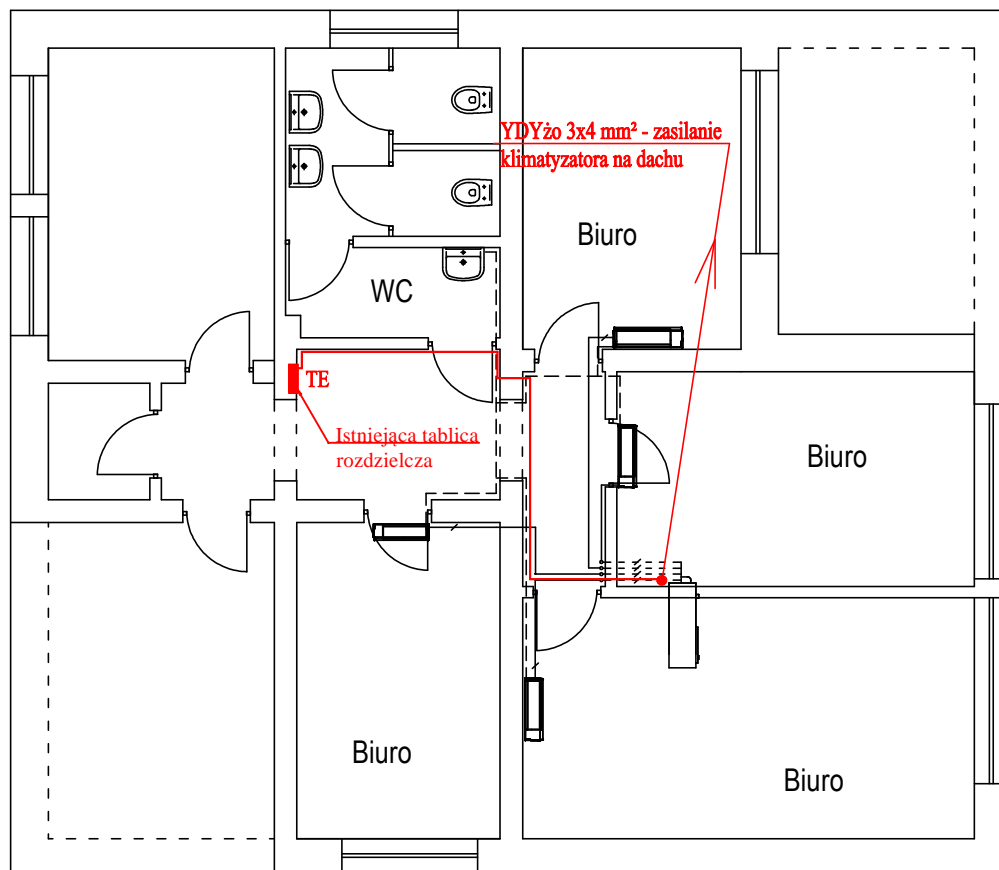 YDYżo 3x4 mm² - zasilanie
klimatyzatora na dachu
Biuro
WC
TE
Istniejąca tablica
rozdzielcza
Biuro
Biuro
Biuro